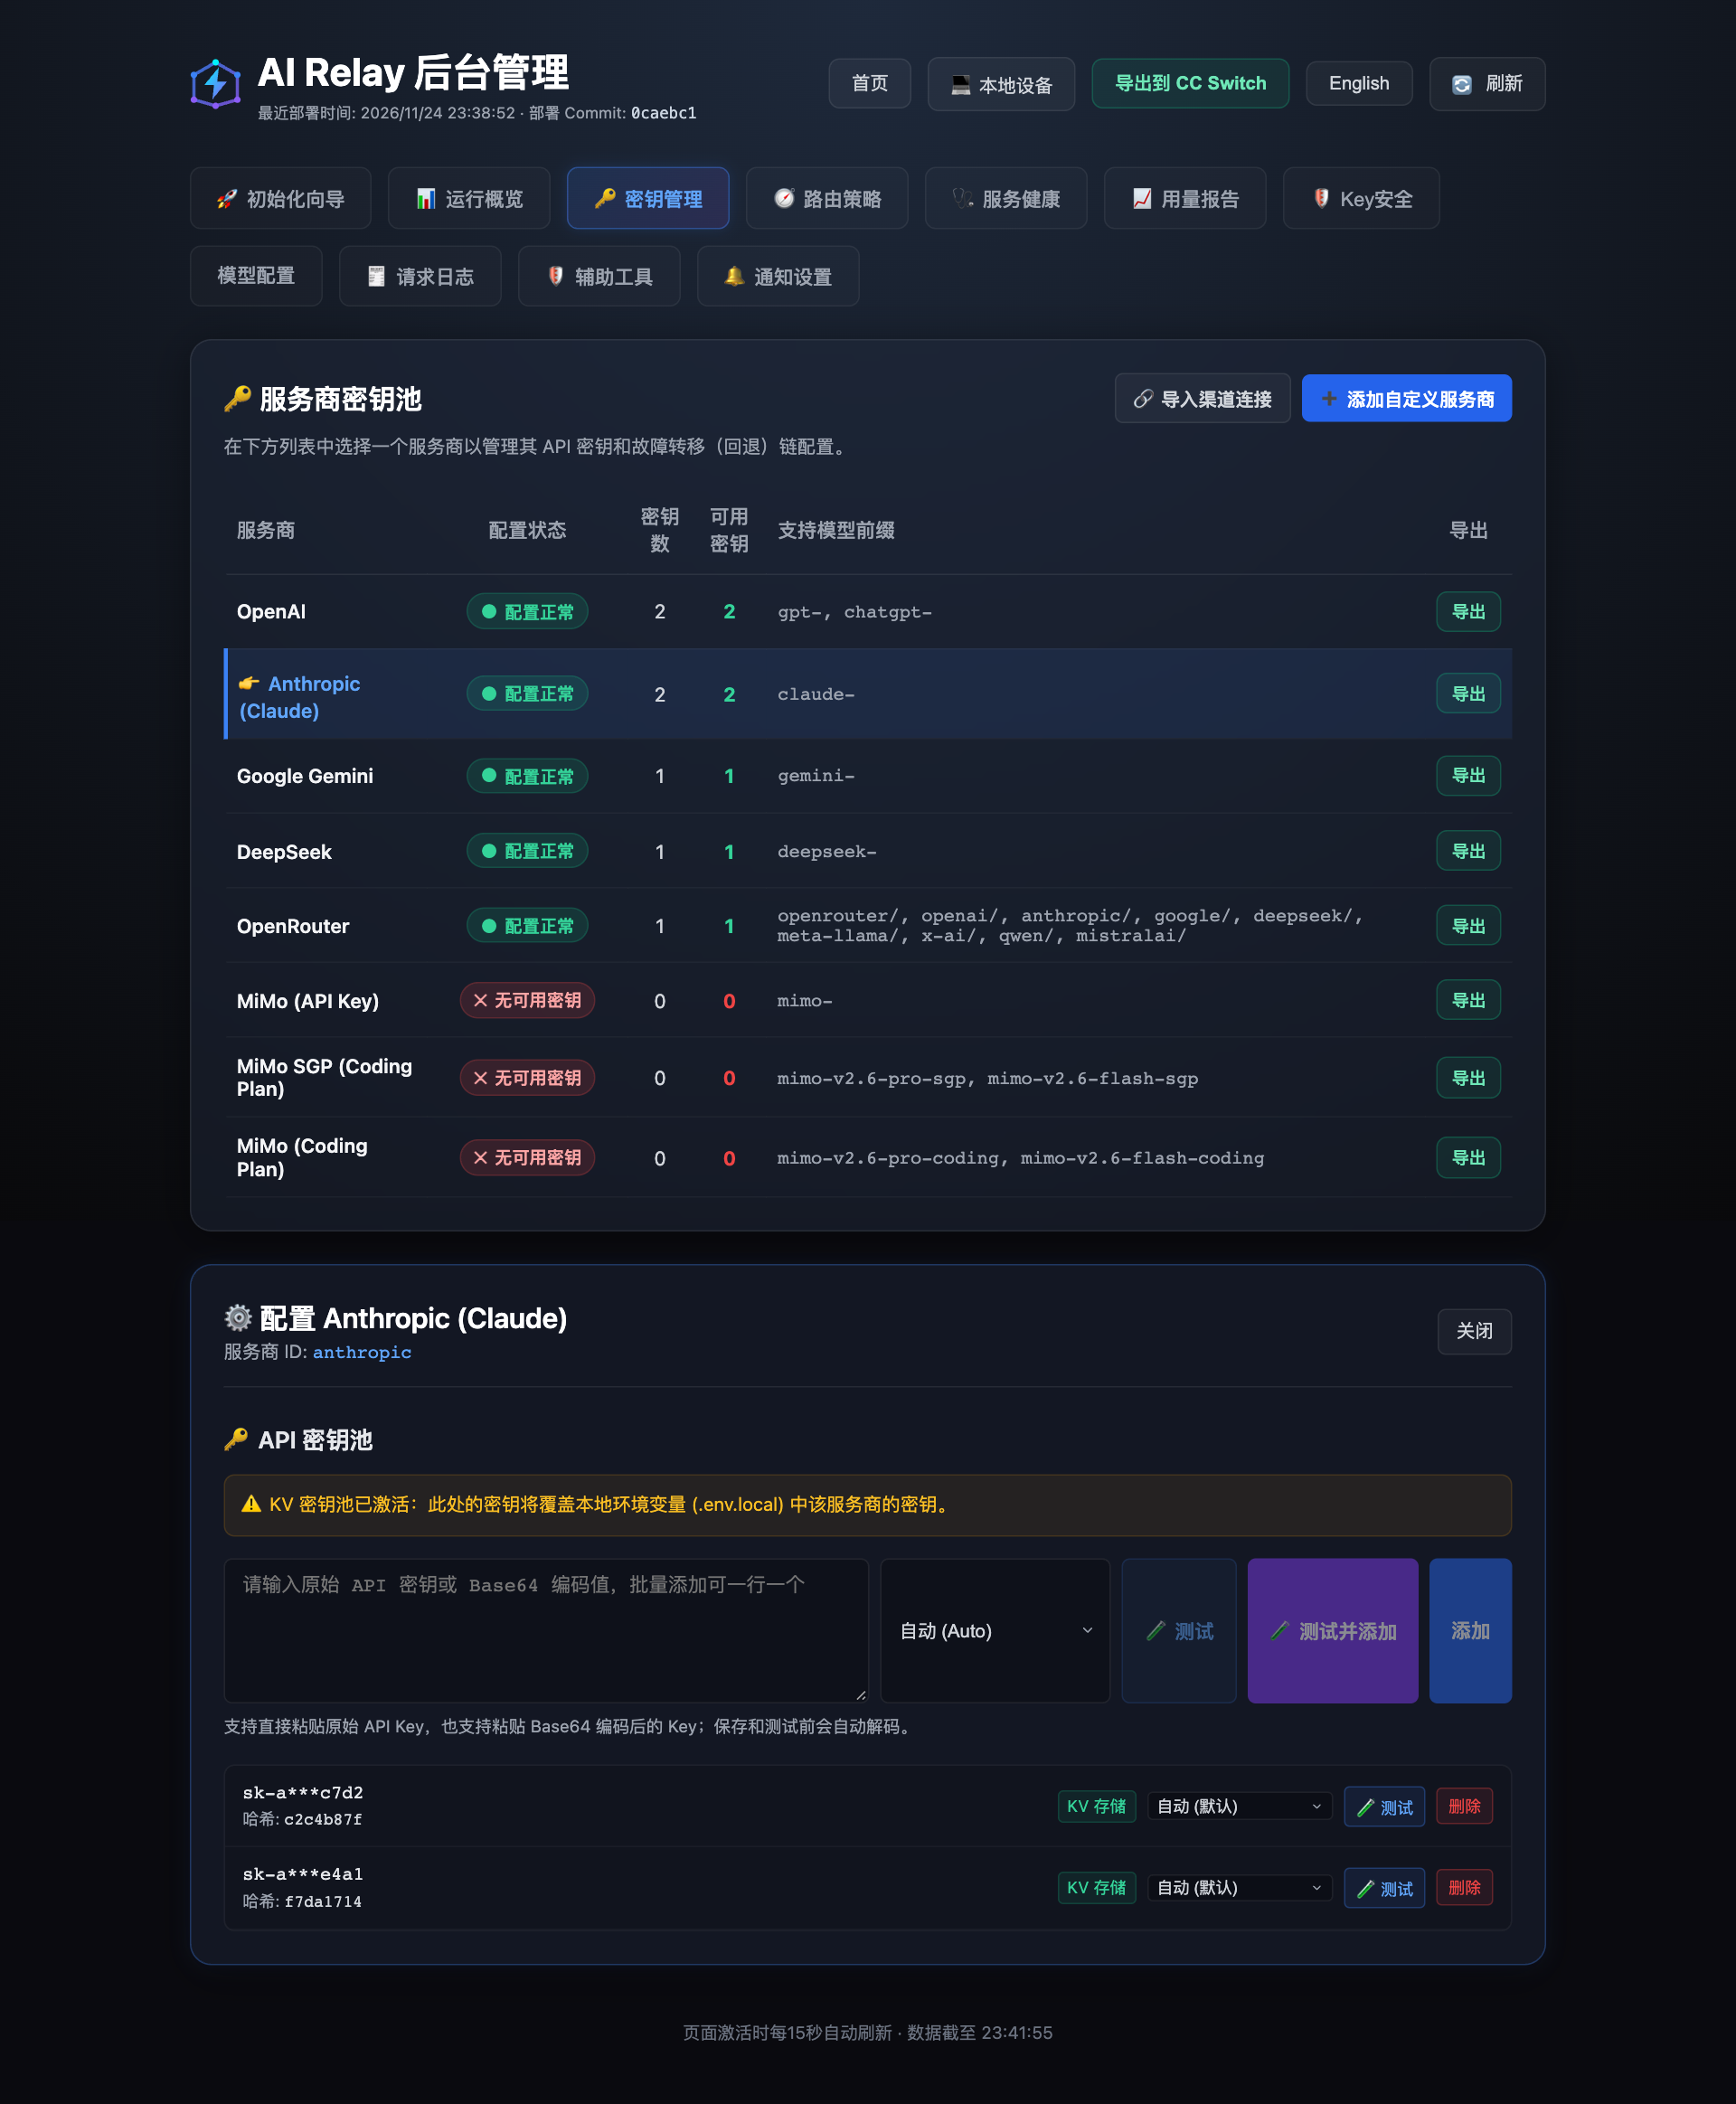 AI Relay 后台管理
最近部署时间: 2026/11/24 23:38:52 · 部署 Commit: 0caebc1
首页
本地设备
导出到 CC Switch
English
刷新
初始化向导
运行概览
密钥管理
路由策略
服务健康
用量报告
Key安全
模型配置
请求日志
辅助工具
通知设置
服务商密钥池
导入渠道连接
添加自定义服务商
在下方列表中选择一个服务商以管理其 API 密钥和故障转移（回退）链配置。
服务商 配置状态 密钥数 可用密钥 支持模型前缀 导出
OpenAI 配置正常 2 2 gpt-, chatgpt- 导出
Anthropic
(Claude) 配置正常 2 2 claude- 导出
Google Gemini 配置正常 1 1 gemini- 导出
DeepSeek 配置正常 1 1 deepseek- 导出
OpenRouter 配置正常 1 1 openrouter/, openai/, anthropic/, google/, deepseek/,
meta-llama/, x-ai/, qwen/, mistralai/ 导出
MiMo (API Key) 无可用密钥 0 0 mimo- 导出
MiMo SGP (Coding
Plan) 无可用密钥 0 0 mimo-v2.6-pro-sgp, mimo-v2.6-flash-sgp 导出
MiMo (Coding
Plan) 无可用密钥 0 0 mimo-v2.6-pro-coding, mimo-v2.6-flash-coding 导出
配置 Anthropic (Claude)
服务商 ID: anthropic
关闭
API 密钥池
KV 密钥池已激活：此处的密钥将覆盖本地环境变量 (.env.local) 中该服务商的密钥。
请输入原始 API 密钥或 Base64 编码值，批量添加可一行一个
自动 (Auto)
测试
测试并添加
添加
支持直接粘贴原始 API Key，也支持粘贴 Base64 编码后的 Key；保存和测试前会自动解码。
sk-a***c7d2
哈希: c2c4b87f
KV 存储 自动 (默认) 测试 删除
sk-a***e4a1
哈希: f7da1714
KV 存储 自动 (默认) 测试 删除
页面激活时每15秒自动刷新 · 数据截至 23:41:55